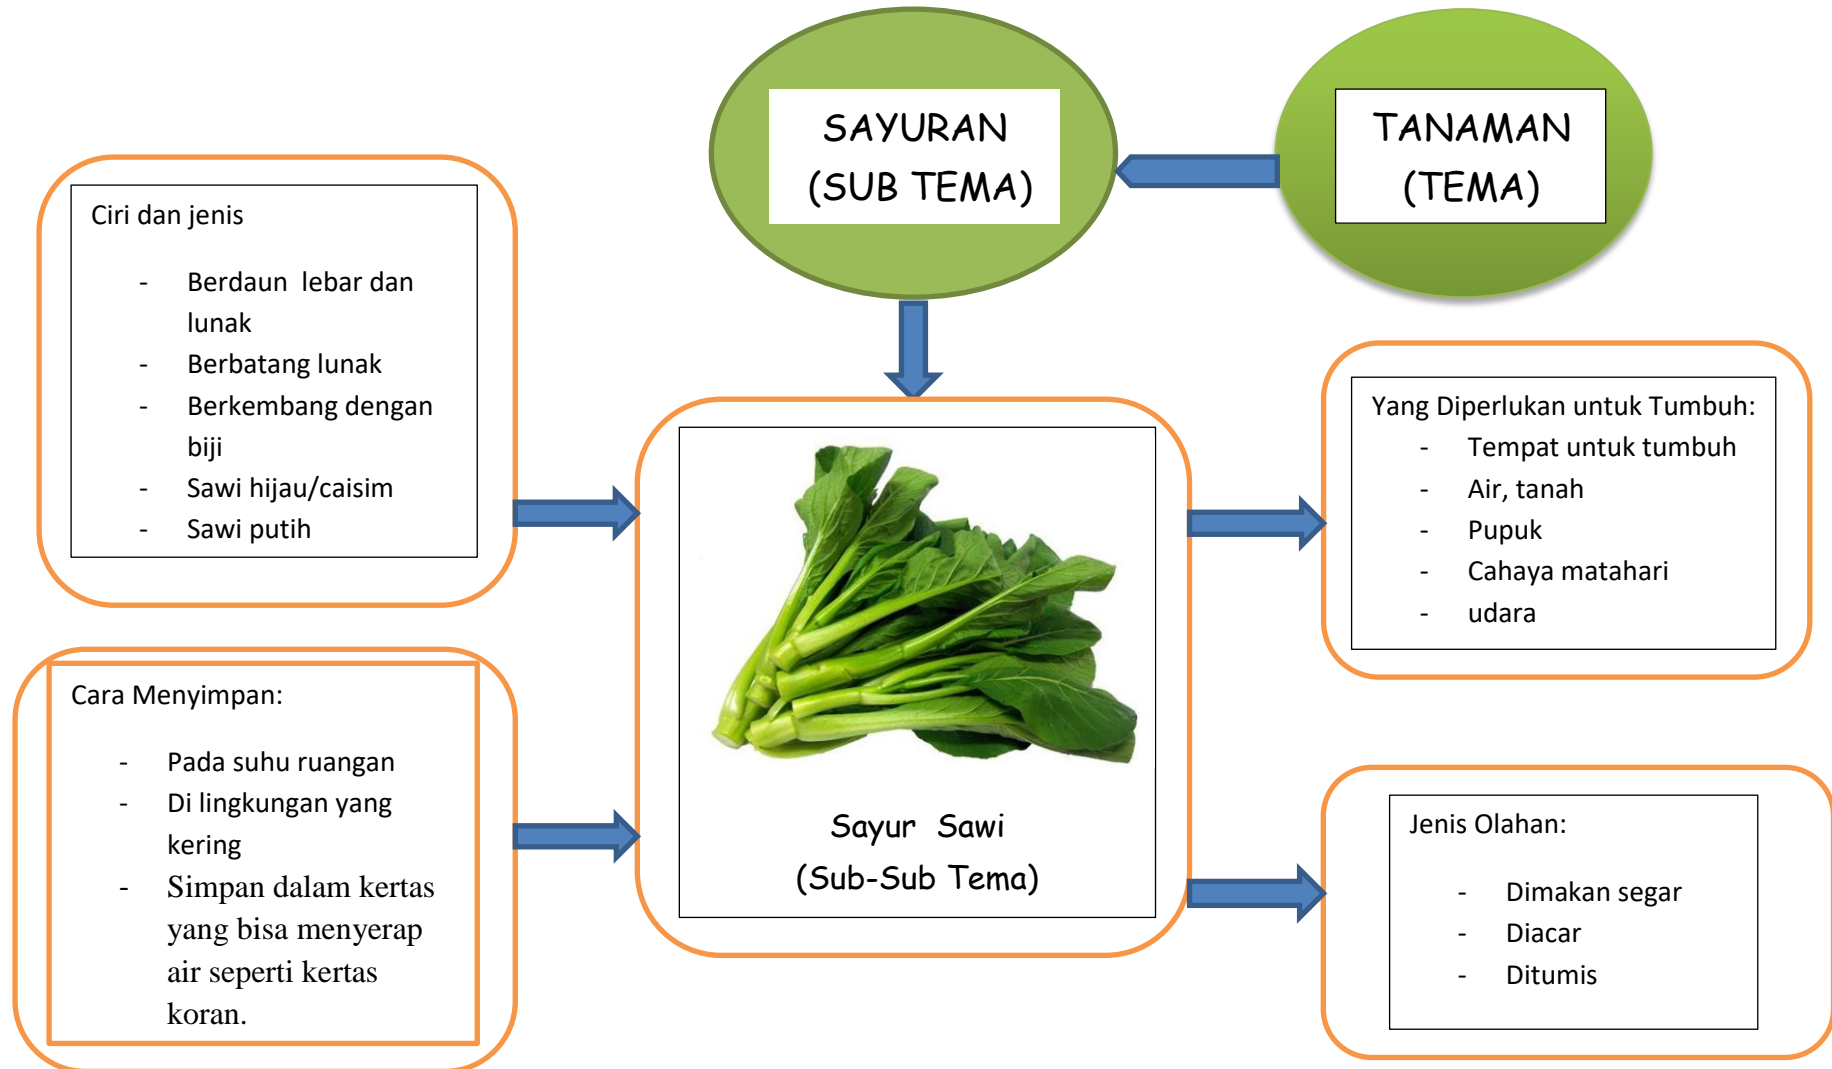 SAYURAN
(SUB TEMA)
TANAMAN
(TEMA)
Ciri dan jenis
- Berdaun lebar dan
lunak
- Berbatang lunak
- Berkembang dengan
biji
- Sawi hijau/caisim
- Sawi putih
Cara Menyimpan:
- Pada suhu ruangan
- Di lingkungan yang
kering
- Simpan dalam kertas
yang bisa menyerap
air seperti kertas
koran.
Sayur Sawi
(Sub-Sub Tema)
Yang Diperlukan untuk Tumbuh:
- Tempat untuk tumbuh
- Air, tanah
- Pupuk
- Cahaya matahari
- udara
Jenis Olahan:
- Dimakan segar
- Diacar
- Ditumis